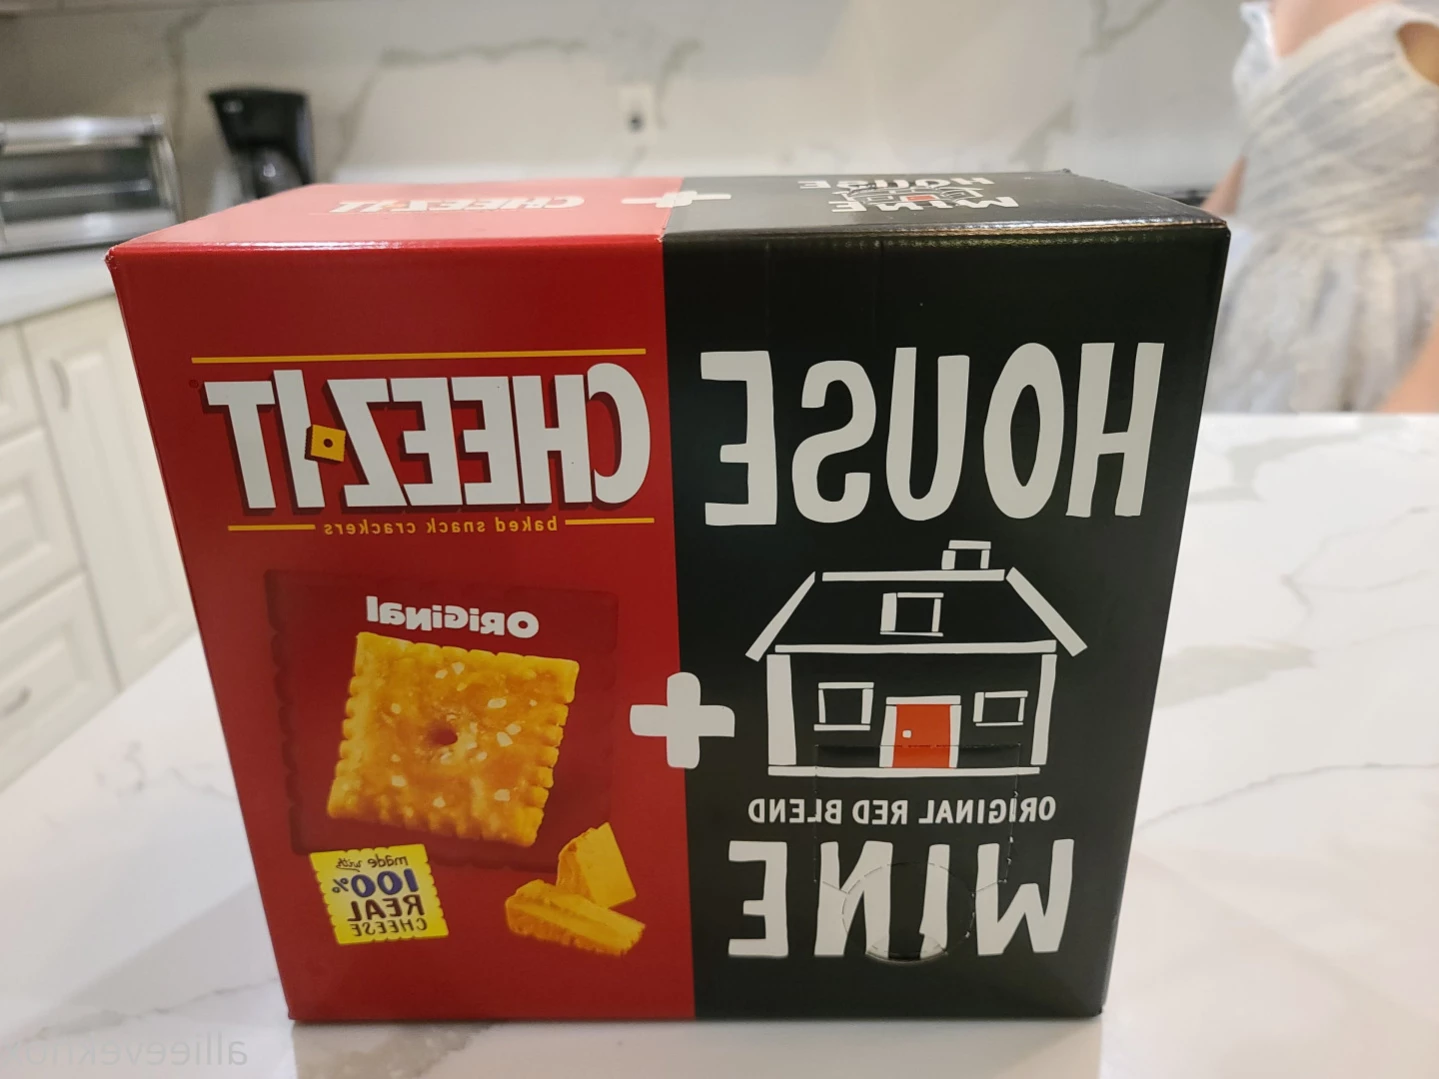 HOUSE
WINE
+
CHEEZ-IT
HOUSE
ORIGINAL RED BLEND
WINE
+
CHEEZ-IT®
baked snack crackers
ORIGINAL
made with
100%
REAL
CHEESE